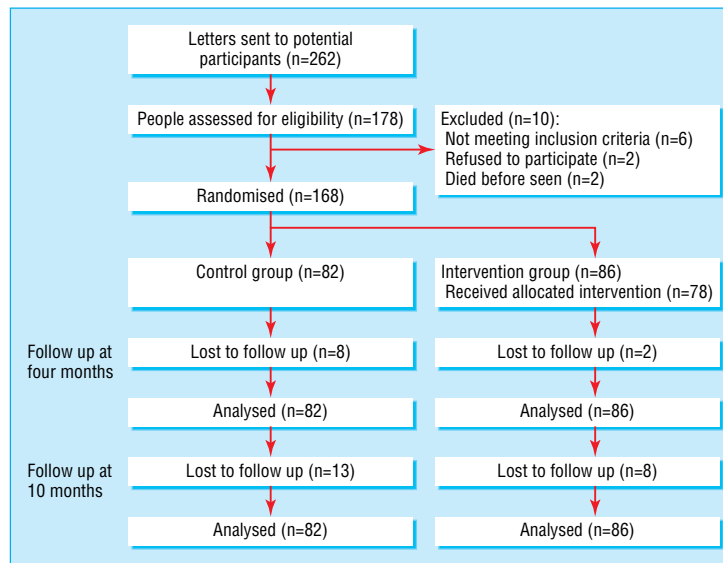 Letters sent to potential
participants (n=262)
People assessed for eligibility (n=178)
Excluded (n=10):
Not meeting inclusion criteria (n=6)
Refused to participate (n=2)
Died before seen (n=2)
Randomised (n=168)
Control group (n=82)
Intervention group (n=86)
Received allocated intervention (n=78)
Follow up at
four months
Lost to follow up (n=8)
Lost to follow up (n=2)
Analysed (n=82)
Analysed (n=86)
Follow up at
10 months
Lost to follow up (n=13)
Lost to follow up (n=8)
Analysed (n=82)
Analysed (n=86)